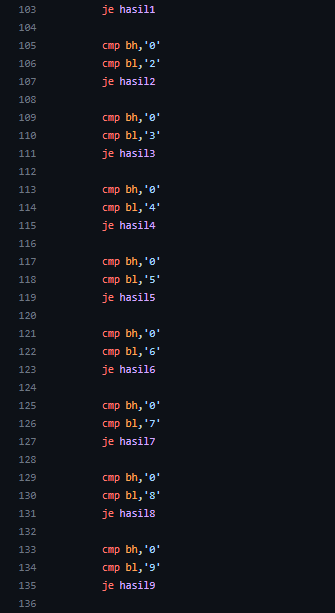 103 je hasil1
104
105 cmp bh,'0'
106 cmp bl,'2'
107 je hasil2
108
109 cmp bh,'0'
110 cmp bl,'3'
111 je hasil3
112
113 cmp bh,'0'
114 cmp bl,'4'
115 je hasil4
116
117 cmp bh,'0'
118 cmp bl,'5'
119 je hasil5
120
121 cmp bh,'0'
122 cmp bl,'6'
123 je hasil6
124
125 cmp bh,'0'
126 cmp bl,'7'
127 je hasil7
128
129 cmp bh,'0'
130 cmp bl,'8'
131 je hasil8
132
133 cmp bh,'0'
134 cmp bl,'9'
135 je hasil9
136